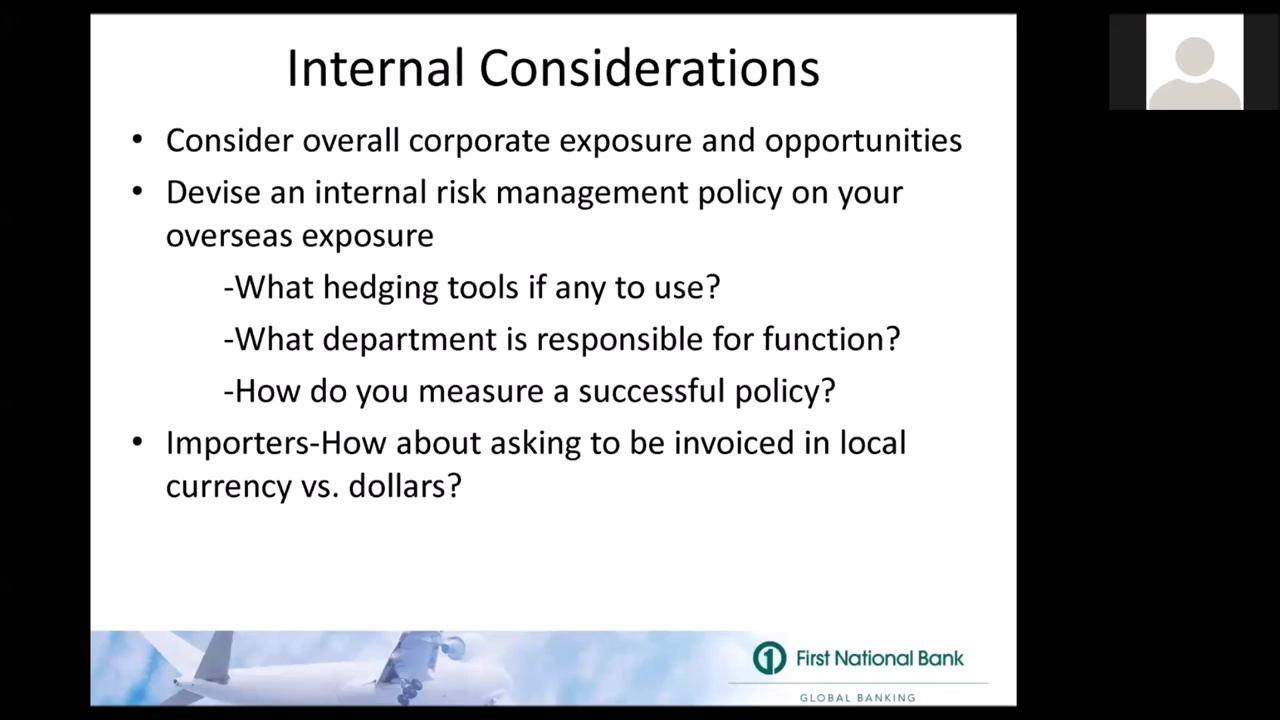 Internal Considerations
• Consider overall corporate exposure and opportunities
• Devise an internal risk management policy on your
overseas exposure
-What hedging tools if any to use?
-What department is responsible for function?
-How do you measure a successful policy?
• Importers-How about asking to be invoiced in local
currency vs. dollars?
1 First National Bank
GLOBAL BANKING